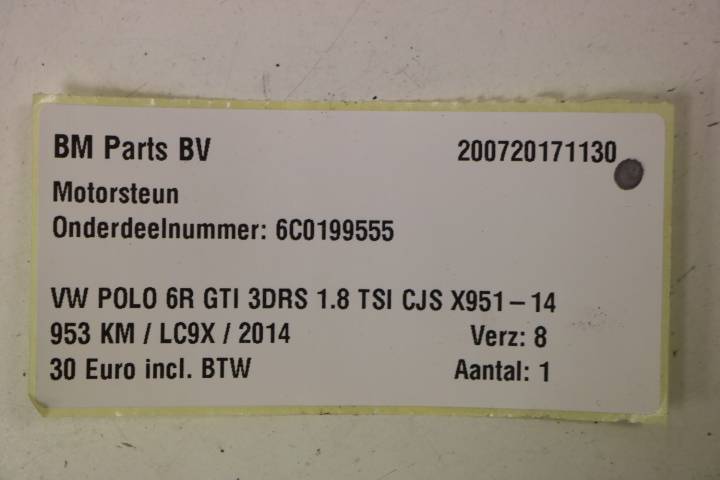 BM Parts BV 200720171130
Motorsteun
Onderdeelnummer: 6C0199555
VW POLO 6R GTI 3DRS 1.8 TSI CJS X951-14
953 KM / LC9X / 2014 Verz: 8
30 Euro incl. BTW Aantal: 1